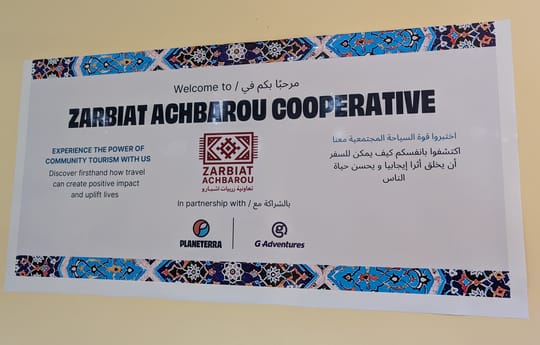 Welcome to / مرحبًا بكم في
ZARBIAT ACHBAROU COOPERATIVE
EXPERIENCE THE POWER OF
COMMUNITY TOURISM WITH US
Discover firsthand how travel
can create positive impact
and uplift lives
ZARBIAT
ACHBAROU
تعاونية زربيات اشبارو
اختبروا قوة السياحة المجتمعية معنا
اكتشفوا بانفسكم كيف يمكن للسفر
أن يخلق أثرا إيجابيا و يحسن حياة
الناس
In partnership with / بالشراكة مع
PLANETERRA
G Adventures